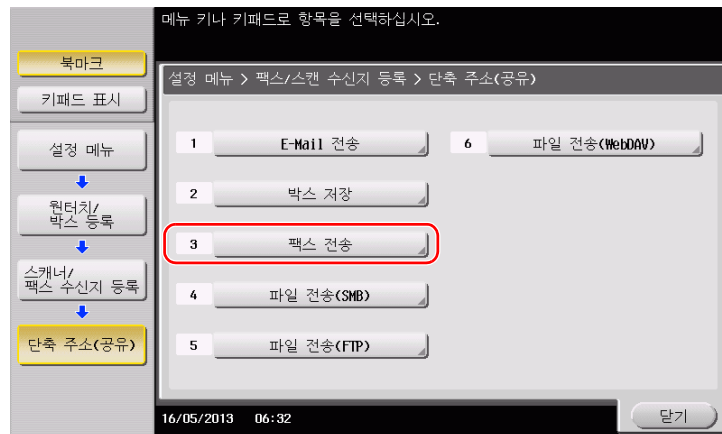 메뉴 키나 키패드로 항목을 선택하십시오.
북마크
키패드 표시
설정 메뉴
원터치/
박스 등록
스캐너/
팩스 수신지 등록
단축 주소(공유)
설정 메뉴 > 팩스/스캔 수신지 등록 > 단축 주소(공유)
1 E-Mail 전송
6 파일 전송(WebDAV)
2 박스 저장
3 팩스 전송
4 파일 전송(SMB)
5 파일 전송(FTP)
16/05/2013 06:32
닫기